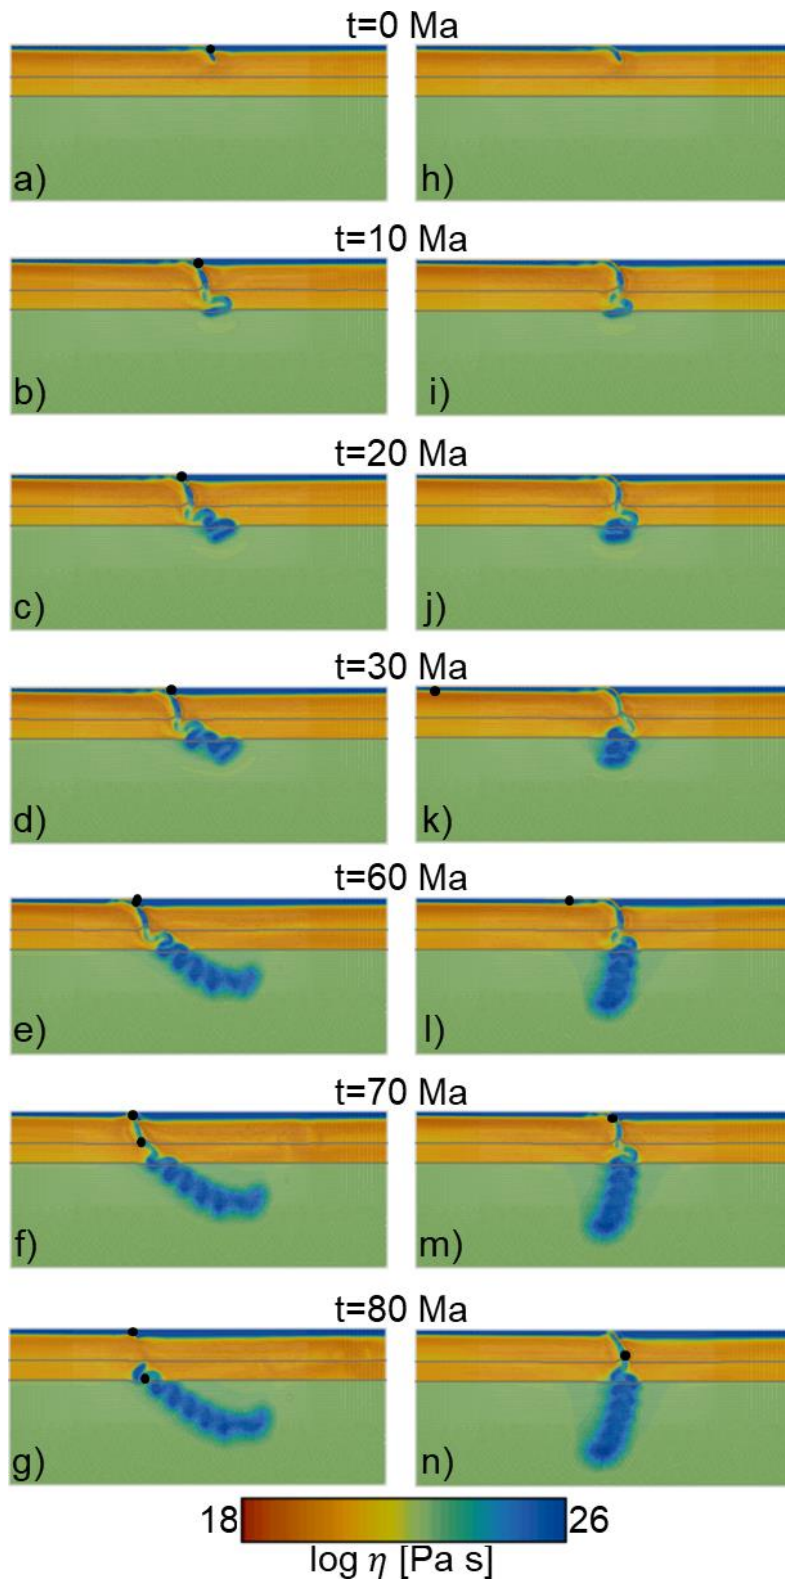 t=0 Ma
a) h)
t=10 Ma
b) i)
t=20 Ma
c) j)
t=30 Ma
d) k)
t=60 Ma
e) l)
t=70 Ma
f) m)
t=80 Ma
g) n)
18 26
log η [Pa s]